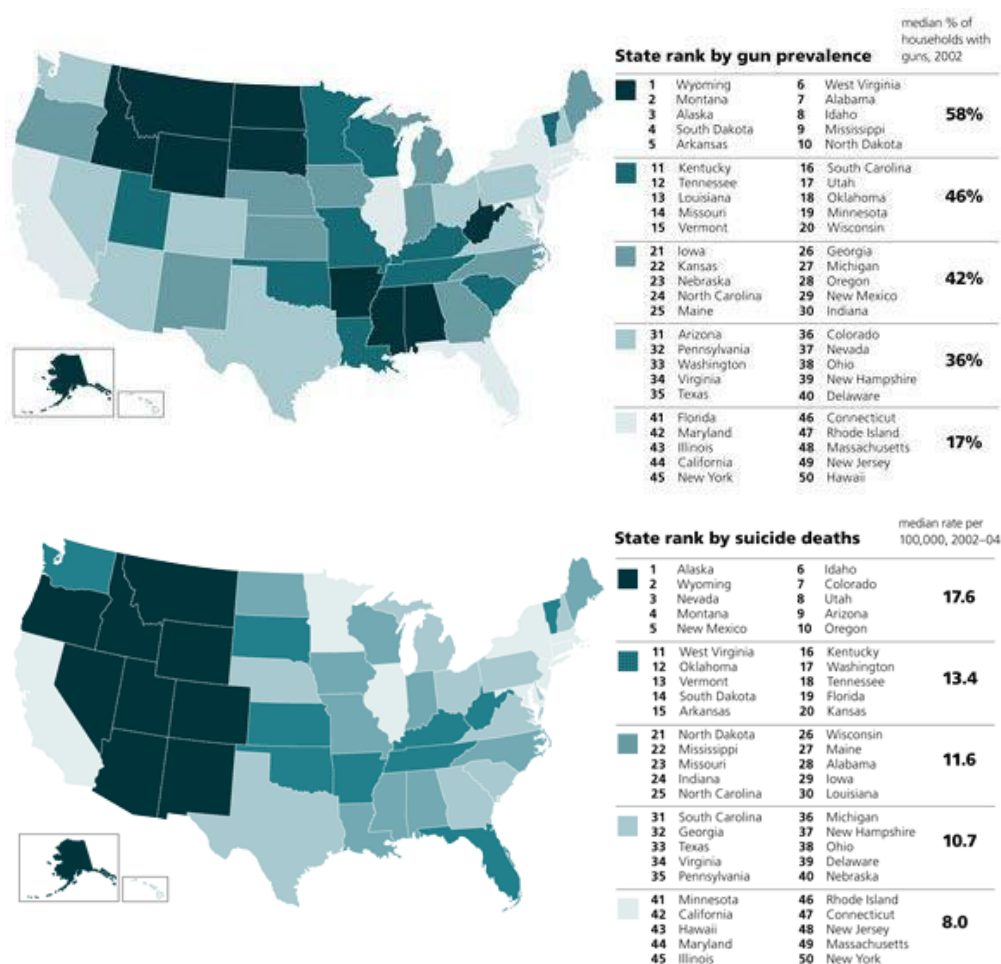 median % of
households with
guns, 2002
State rank by gun prevalence
1 Wyoming 6 West Virginia
2 Montana 7 Alabama
3 Alaska 8 Idaho 58%
4 South Dakota 9 Mississippi
5 Arkansas 10 North Dakota
11 Kentucky 16 South Carolina
12 Tennessee 17 Utah
13 Louisiana 18 Oklahoma 46%
14 Missouri 19 Minnesota
15 Vermont 20 Wisconsin
21 Iowa 26 Georgia
22 Kansas 27 Michigan
23 Nebraska 28 Oregon 42%
24 North Carolina 29 New Mexico
25 Maine 30 Indiana
31 Arizona 36 Colorado
32 Pennsylvania 37 Nevada
33 Washington 38 Ohio 36%
34 Virginia 39 New Hampshire
35 Texas 40 Delaware
41 Florida 46 Connecticut
42 Maryland 47 Rhode Island
43 Illinois 48 Massachusetts 17%
44 California 49 New Jersey
45 New York 50 Hawaii
median rate per
100,000, 2002–04
State rank by suicide deaths
1 Alaska 6 Idaho
2 Wyoming 7 Colorado
3 Nevada 8 Utah 17.6
4 Montana 9 Arizona
5 New Mexico 10 Oregon
11 West Virginia 16 Kentucky
12 Oklahoma 17 Washington
13 Vermont 18 Tennessee 13.4
14 South Dakota 19 Florida
15 Arkansas 20 Kansas
21 North Dakota 26 Wisconsin
22 Mississippi 27 Maine
23 Missouri 28 Alabama 11.6
24 Indiana 29 Iowa
25 North Carolina 30 Louisiana
31 South Carolina 36 Michigan
32 Georgia 37 New Hampshire
33 Texas 38 Ohio 10.7
34 Virginia 39 Delaware
35 Pennsylvania 40 Nebraska
41 Minnesota 46 Rhode Island
42 California 47 Connecticut
43 Hawaii 48 New Jersey 8.0
44 Maryland 49 Massachusetts
45 Illinois 50 New York